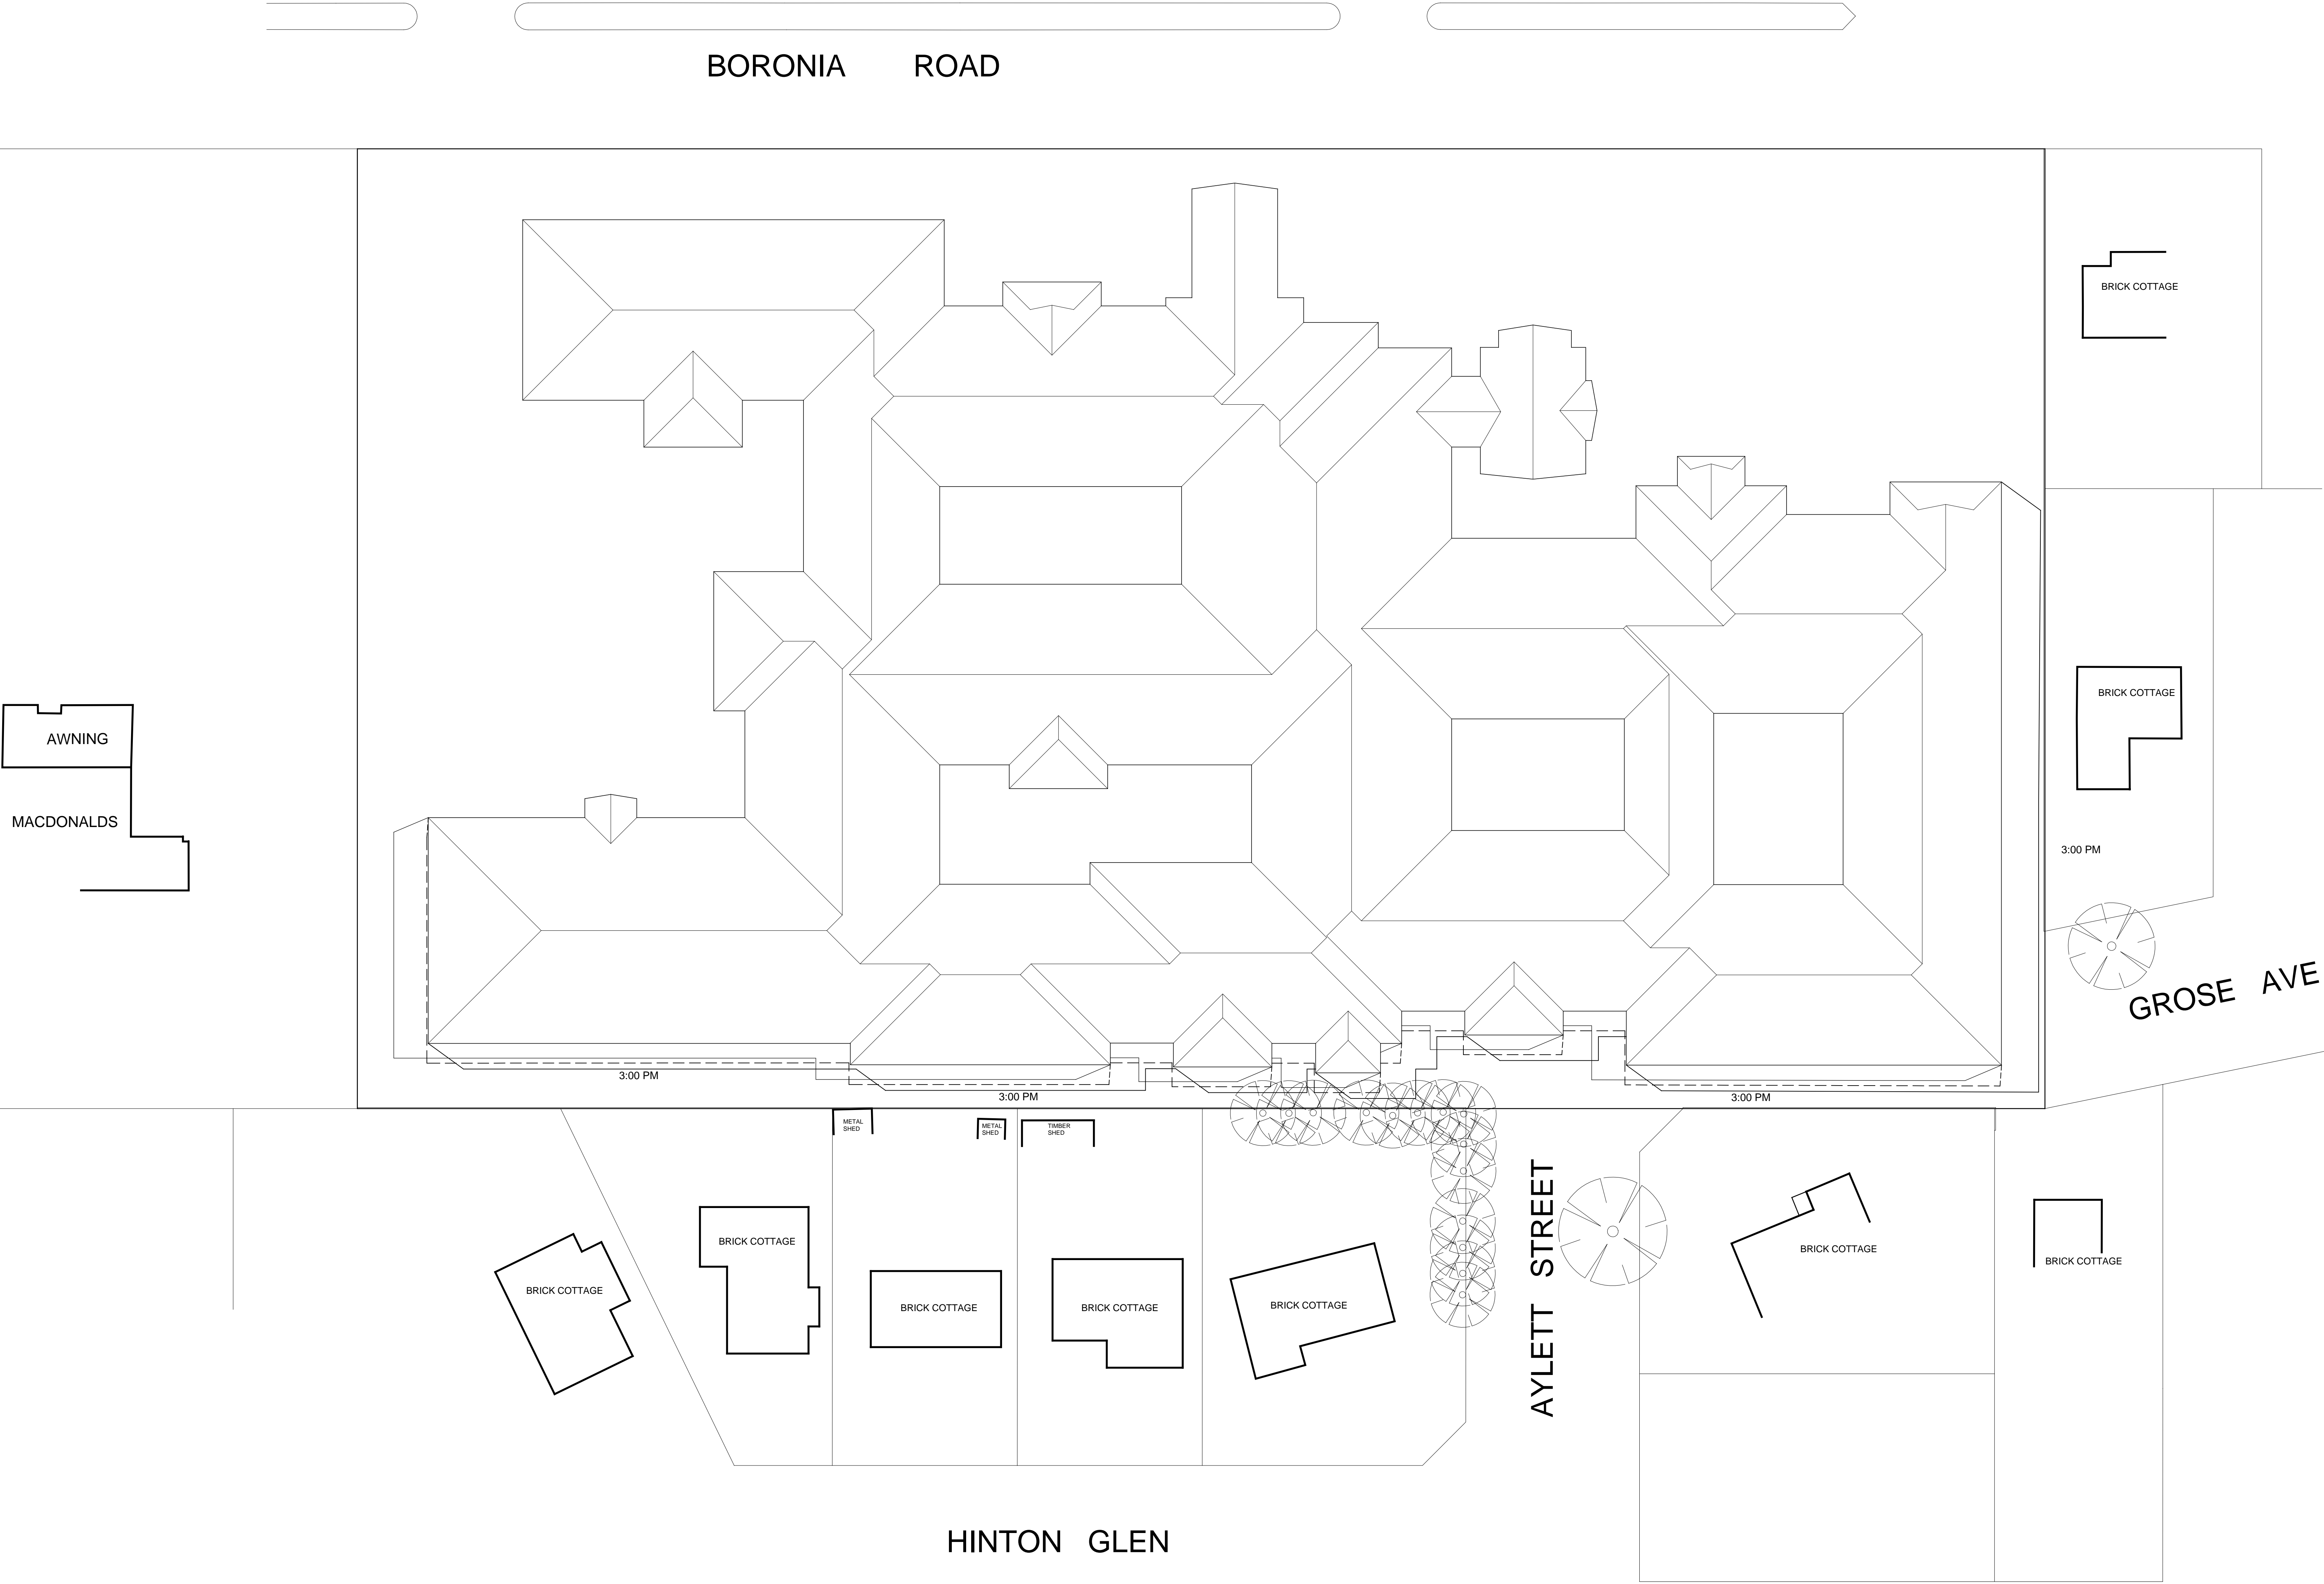 BORONIA ROAD
BRICK COTTAGE
BRICK COTTAGE
AWNING
MACDONALDS
3:00 PM
GROSE AVE
3:00 PM
3:00 PM
3:00 PM
METAL
SHED
METAL
SHED
TIMBER
SHED
BRICK COTTAGE
BRICK COTTAGE
BRICK COTTAGE
BRICK COTTAGE
BRICK COTTAGE
AYLETT STREET
BRICK COTTAGE
BRICK COTTAGE
HINTON GLEN